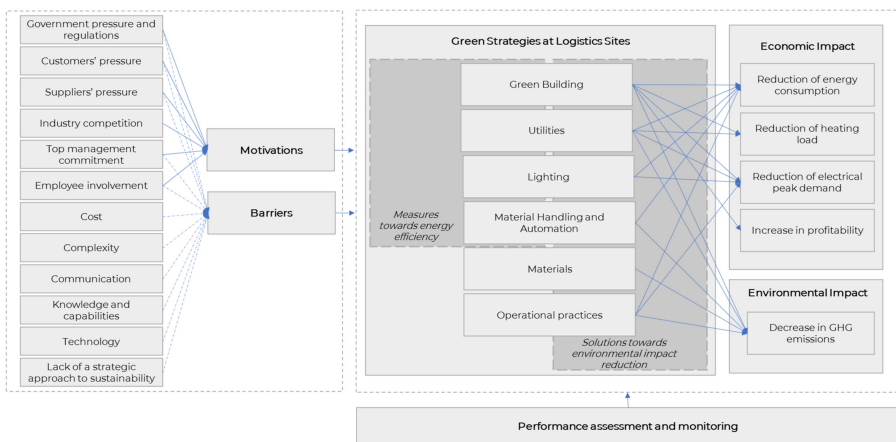 Government pressure and
regulations
Customers' pressure
Suppliers' pressure
Industry competition
Top management
commitment
Employee involvement
Cost
Complexity
Communication
Knowledge and
capabilities
Technology
Lack of a strategic
approach to sustainability
Motivations
Barriers
Green Strategies at Logistics Sites
Green Building
Utilities
Lighting
Material Handling and
Automation
Materials
Operational practices
Measures
towards energy
efficiency
Solutions towards
environmental impact
reduction
Economic Impact
Reduction of energy
consumption
Reduction of heating
load
Reduction of electrical
peak demand
Increase in profitability
Environmental Impact
Decrease in GHG
emissions
Performance assessment and monitoring